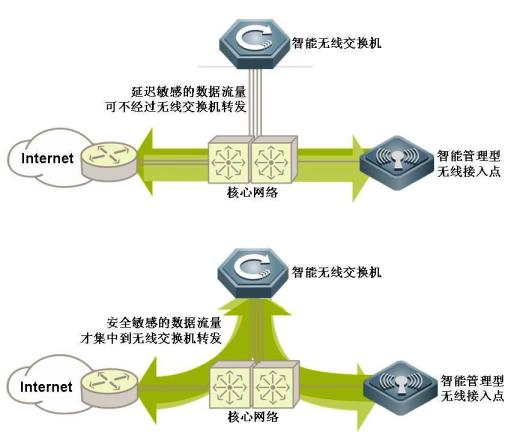 智能无线交换机
延迟敏感的数据流量
可不经过无线交换机转发
Internet
智能管理型
无线接入点
核心网络
智能无线交换机
安全敏感的数据流量
才集中到无线交换机转发
Internet
智能管理型
无线接入点
核心网络